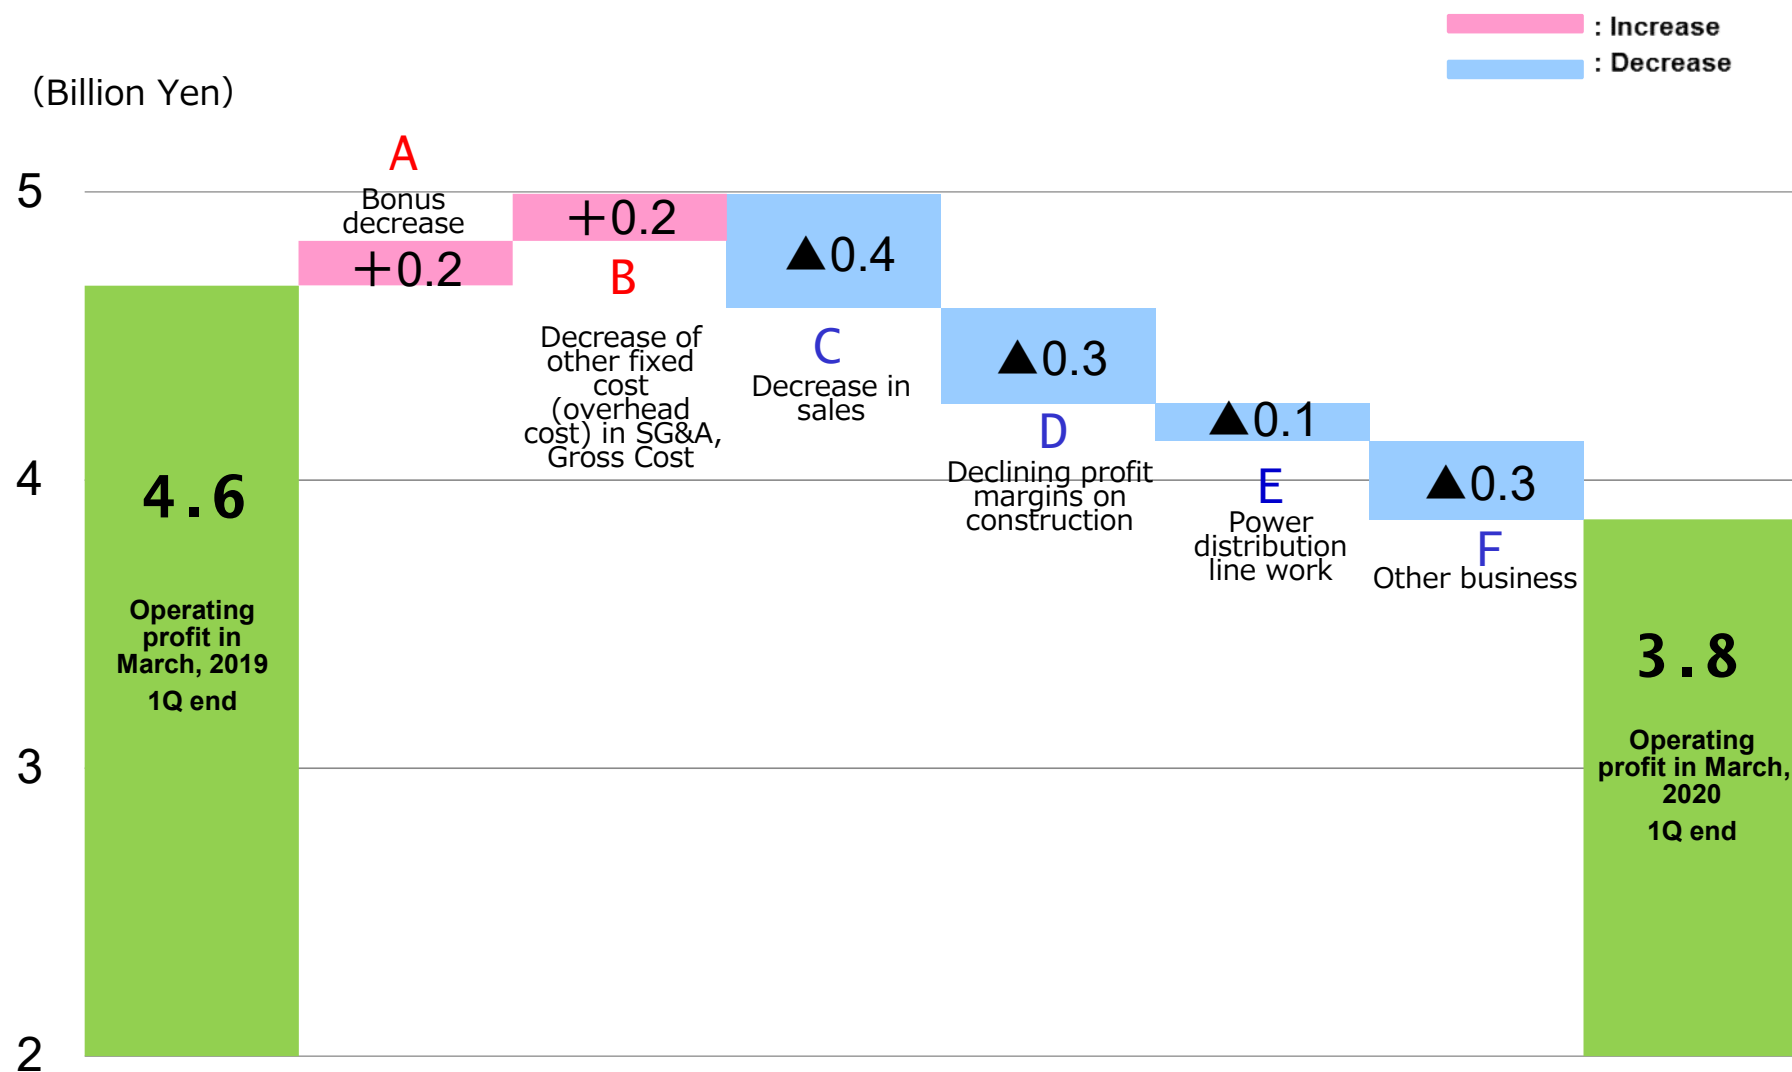 : Increase
: Decrease
（Billion Yen）
5
4
3
2
4.6
Operating
profit in
March, 2019
1Q end
A
Bonus
decrease
＋0.2
＋0.2
B
Decrease of
other fixed
cost
(overhead
cost) in SG&A,
Gross Cost
▲0.4
C
Decrease in
sales
▲0.3
D
Declining profit
margins on
construction
▲0.1
E
Power
distribution
line work
▲0.3
F
Other business
3.8
Operating
profit in March,
2020
1Q end